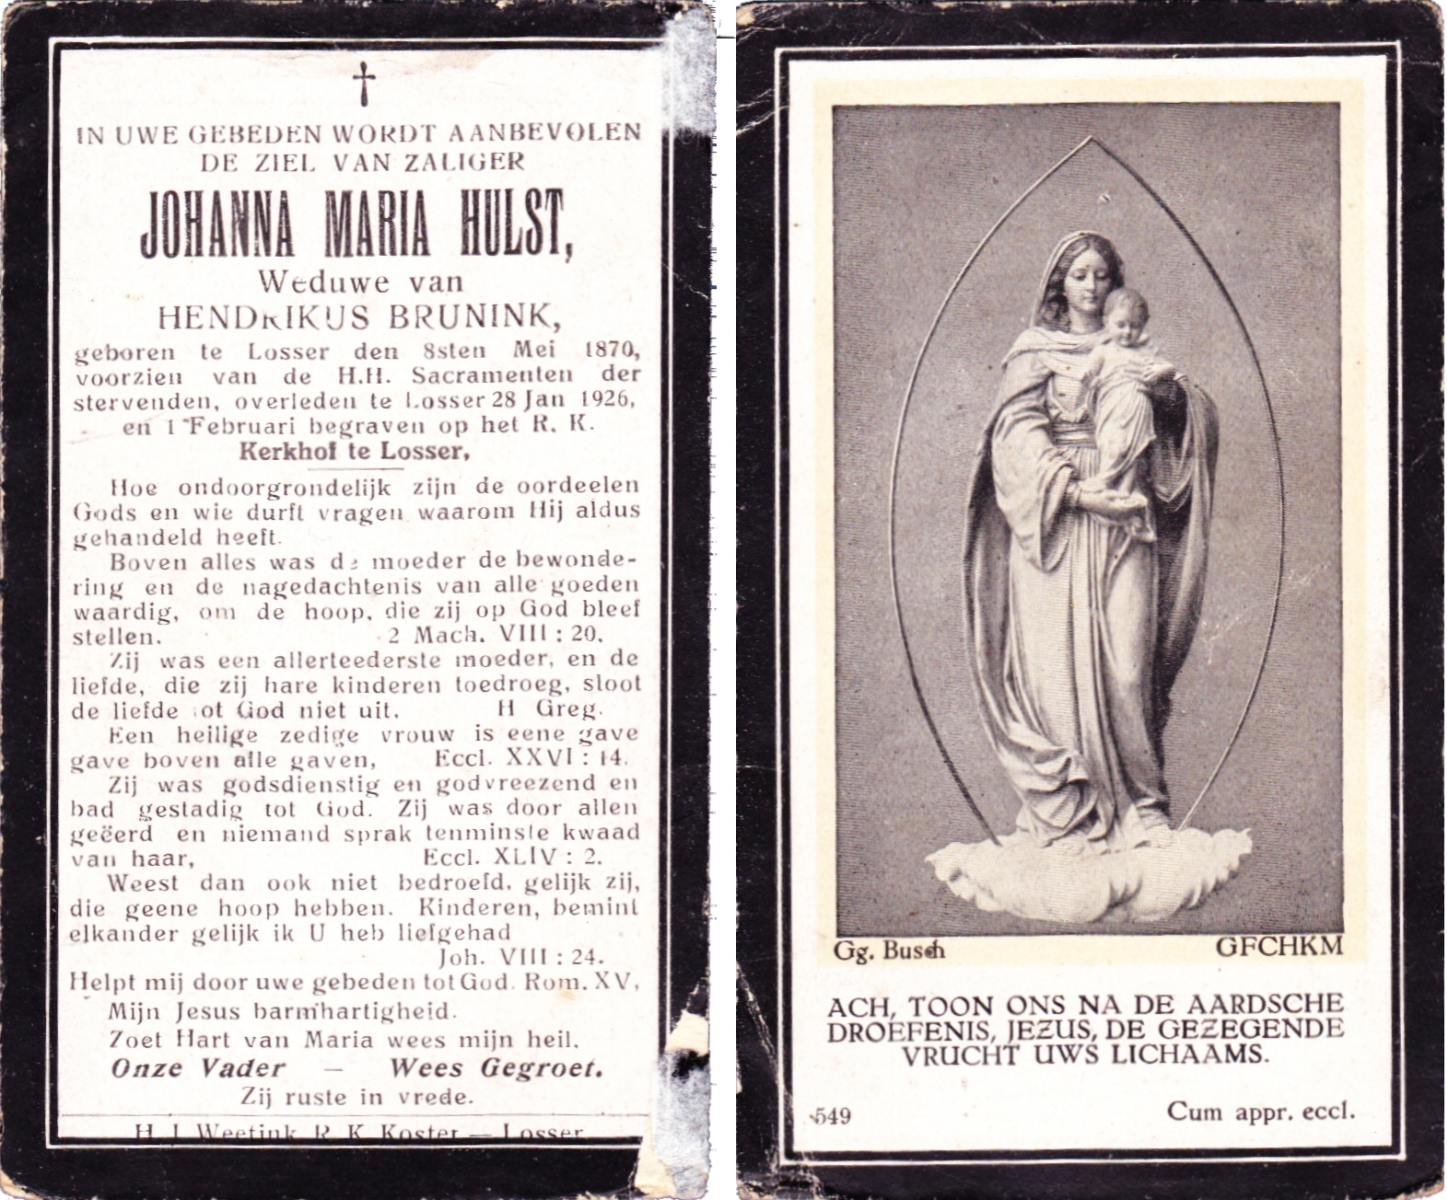 IN UWE GEBEDEN WORDT AANBEVOLEN
DE ZIEL VAN ZALIGER
JOHANNA MARIA HULST,
Weduwe van
HENDRIKUS BRUNINK,
geboren te Losser den 8sten Mei 1870,
voorzien van de H.H. Sacramenten der
stervenden, overleden te Losser 28 Jan 1926,
en 1 Februari begraven op het R. K.
Kerkhof te Losser,
Hoe ondoorgrondelijk zijn de oordeelen
Gods en wie durft vragen waarom Hij aldus
gehandeld heeft.
Boven alles was de moeder de bewonde-
ring en de nagedachtenis van alle goeden
waardig, om de hoop, die zij op God bleef
stellen. 2 Mach. VIII : 20.
Zij was een allerteederste moeder, en de
liefde, die zij hare kinderen toedroeg, sloot
de liefde tot God niet uit. H Greg.
Een heilige zedige vrouw is eene gave
gave boven alle gaven, Eccl. XXVI : 14.
Zij was godsdienstig en godvreezend en
bad gestadig tot God. Zij was door allen
geëerd en niemand sprak tenminste kwaad
van haar, Eccl. XLIV : 2.
Weest dan ook niet bedroefd, gelijk zij,
die geene hoop hebben. Kinderen, bemint
elkander gelijk ik U heb liefgehad
Joh. VIII : 24.
Helpt mij door uwe gebeden tot God. Rom. XV,
Mijn Jesus barmhartigheid.
Zoet Hart van Maria wees mijn heil.
Onze Vader — Wees Gegroet.
Zij ruste in vrede.
H. J. Weetink R. K. Koster — Losser
Gg. Busch GFCHKM
ACH, TOON ONS NA DE AARDSCHE
DROEFENIS, JEZUS, DE GEZEGENDE
VRUCHT UWS LICHAAMS.
549 Cum appr. eccl.